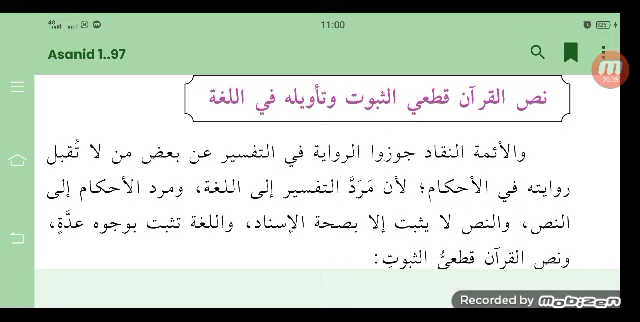 11:00
Asanid 1..97
نص القرآن قطعي الثبوت وتأويله في اللغة
والأئمة النقاد جوزوا الرواية في التفسير عن بعض من لا تُقبل
روايته في الأحكام؛ لأن مَرَدَّ التفسير إلى اللغة، ومرد الأحكام إلى
النص، والنص لا يثبت إلا بصحة الإسناد، واللغة تثبت بوجوه عدَّةٍ،
ونص القرآن قطعيُّ الثبوتِ:
Recorded by mobizen